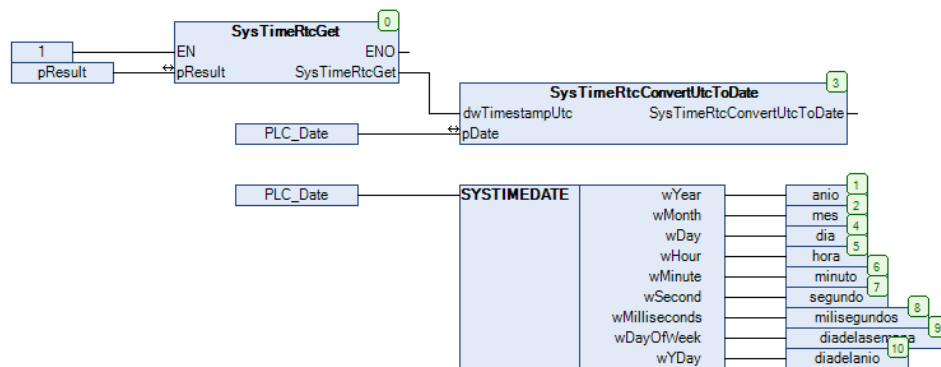 SysTimeRtcGet 0
1 EN ENO
pResult pResult SysTimeRtcGet
SysTimeRtcConvertUtcToDate 3
dwTimestampUtc SysTimeRtcConvertUtcToDate
PLC_Date pDate
PLC_Date SYSTIMEDATE wYear anio 1
wMonth mes 2
wDay dia 4
wHour hora 5
wMinute minuto 6
wSecond segundo 7
wMilliseconds milisegundos 8
wDayOfWeek diadelasemana 9
wYDay diadelanio 10